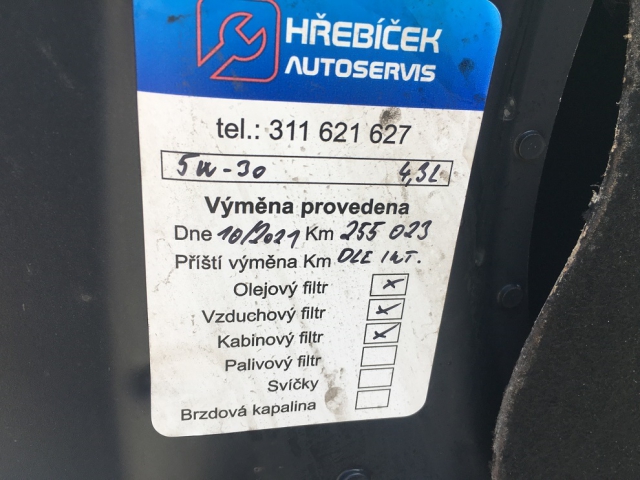 HŘEBÍČEK
AUTOSERVIS
tel.: 311 621 627
5W-30 4,3L
Výměna provedena
Dne 10/2021 Km 255 023
Příští výměna Km DLE INT.
Olejový filtr x
Vzduchový filtr x
Kabinový filtr x
Palivový filtr
Svíčky
Brzdová kapalina